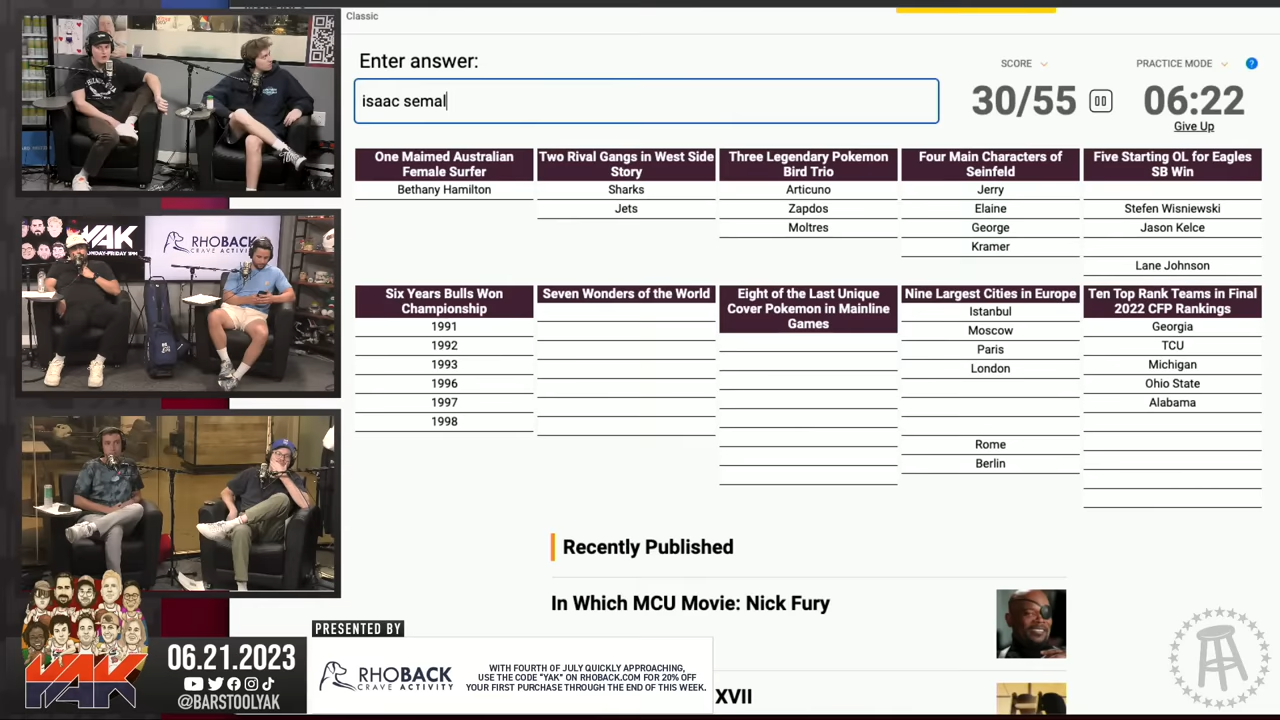 Classic
Enter answer:
isaac semal
SCORE
30/55
PRACTICE MODE
?
06:22
Give Up
One Maimed Australian Female Surfer
Bethany Hamilton
Two Rival Gangs in West Side Story
Sharks
Jets
Three Legendary Pokemon Bird Trio
Articuno
Zapdos
Moltres
Four Main Characters of Seinfeld
Jerry
Elaine
George
Kramer
Five Starting OL for Eagles SB Win
Stefen Wisniewski
Jason Kelce
Lane Johnson
Six Years Bulls Won Championship
1991
1992
1993
1996
1997
1998
Seven Wonders of the World
Eight of the Last Unique Cover Pokemon in Mainline Games
Nine Largest Cities in Europe
Istanbul
Moscow
Paris
London
Rome
Berlin
Ten Top Rank Teams in Final 2022 CFP Rankings
Georgia
TCU
Michigan
Ohio State
Alabama
Recently Published
In Which MCU Movie: Nick Fury
XVII
YAK
RHOBACK
CRAVE ACTIVITY
YAK
06.21.2023
@BARSTOOLYAK
PRESENTED BY
RHOBACK
CRAVE ACTIVITY
WITH FOURTH OF JULY QUICKLY APPROACHING,
USE THE CODE "YAK" ON RHOBACK.COM FOR 20% OFF
YOUR FIRST PURCHASE THROUGH THE END OF THIS WEEK.